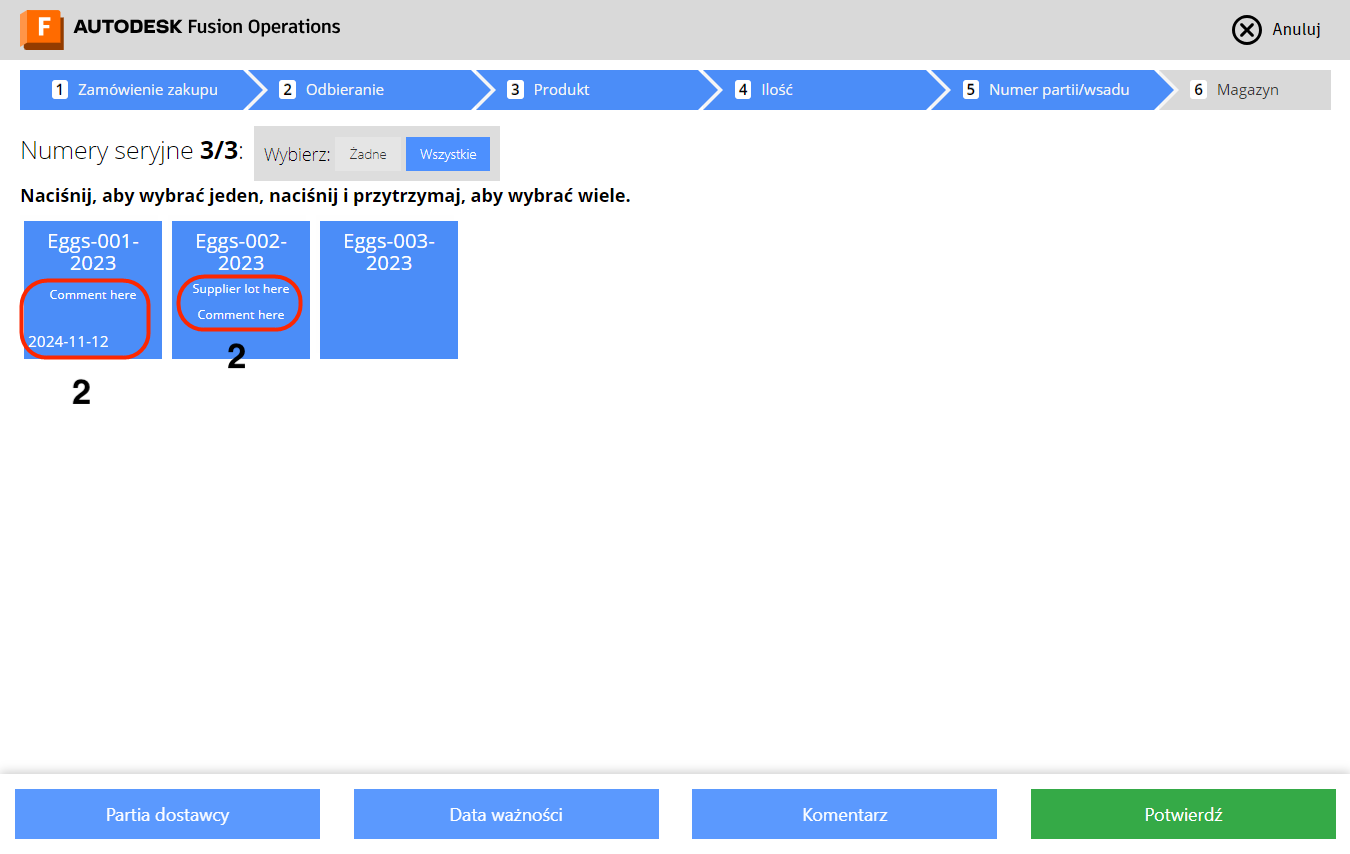 F AUTODESK Fusion Operations
Anuluj
1 Zamówienie zakupu
2 Odbieranie
3 Produkt
4 Ilość
5 Numer partii/wsadu
6 Magazyn
Numery seryjne 3/3:
Wybierz: Żadne Wszystkie
Naciśnij, aby wybrać jeden, naciśnij i przytrzymaj, aby wybrać wiele.
Eggs-001-
2023
Comment here
2024-11-12
2
Eggs-002-
2023
Supplier lot here
Comment here
2
Eggs-003-
2023
Partia dostawcy
Data ważności
Komentarz
Potwierdź